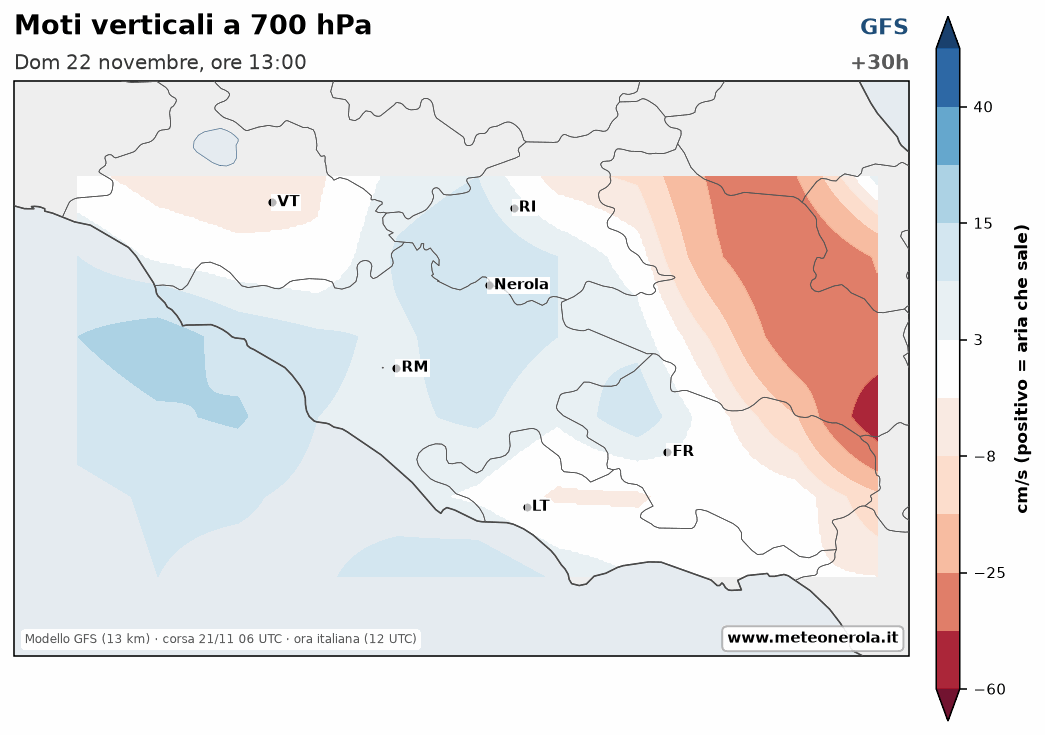 Moti verticali a 700 hPa
GFS
Dom 22 novembre, ore 13:00
+30h
40
15
3
−8
−25
−60
cm/s (positivo = aria che sale)
VT
RI
Nerola
RM
FR
LT
Modello GFS (13 km) · corsa 21/11 06 UTC · ora italiana (12 UTC)
www.meteonerola.it